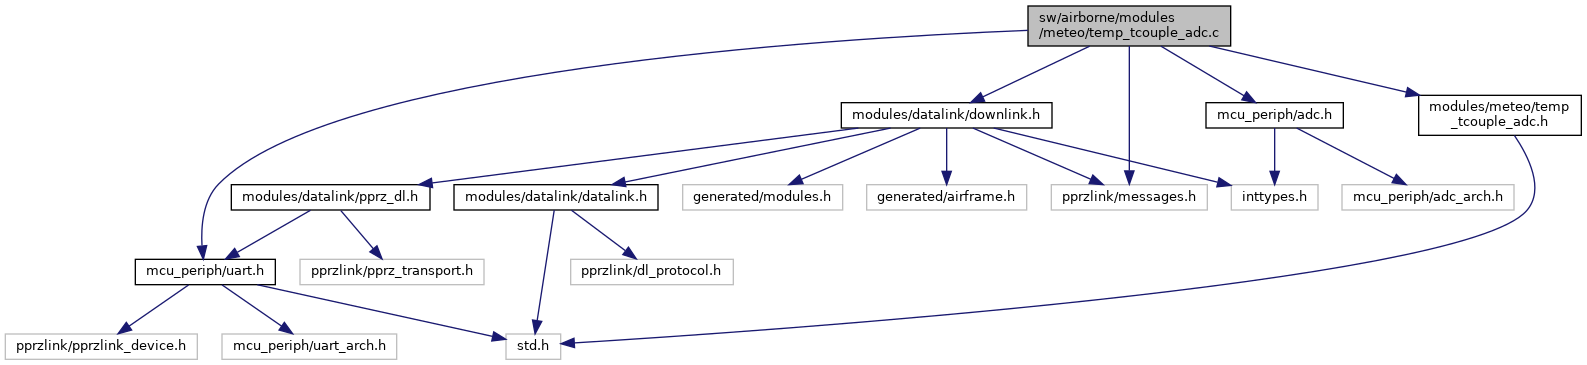 sw/airborne/modules
/meteo/temp_tcouple_adc.c
modules/datalink/downlink.h
mcu_periph/adc.h
modules/meteo/temp
_tcouple_adc.h
modules/datalink/pprz_dl.h
modules/datalink/datalink.h
generated/modules.h
generated/airframe.h
pprzlink/messages.h
inttypes.h
mcu_periph/adc_arch.h
mcu_periph/uart.h
pprzlink/pprz_transport.h
pprzlink/dl_protocol.h
pprzlink/pprzlink_device.h
mcu_periph/uart_arch.h
std.h